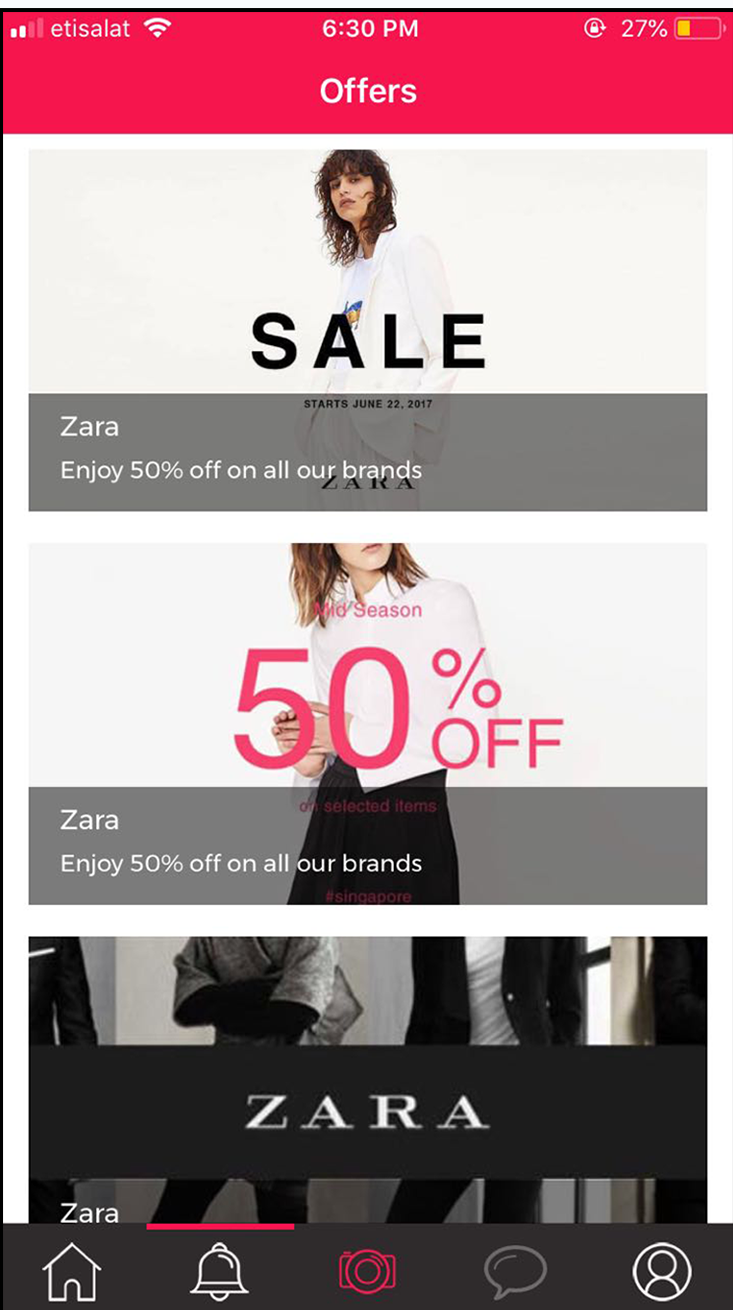 etisalat 6:30 PM 27%
Offers
SALE
STARTS JUNE 22, 2017
Zara
Enjoy 50% off on all our brands
ZARA
Mid Season
50% OFF
on selected items
Zara
Enjoy 50% off on all our brands
#singapore
ZARA
Zara